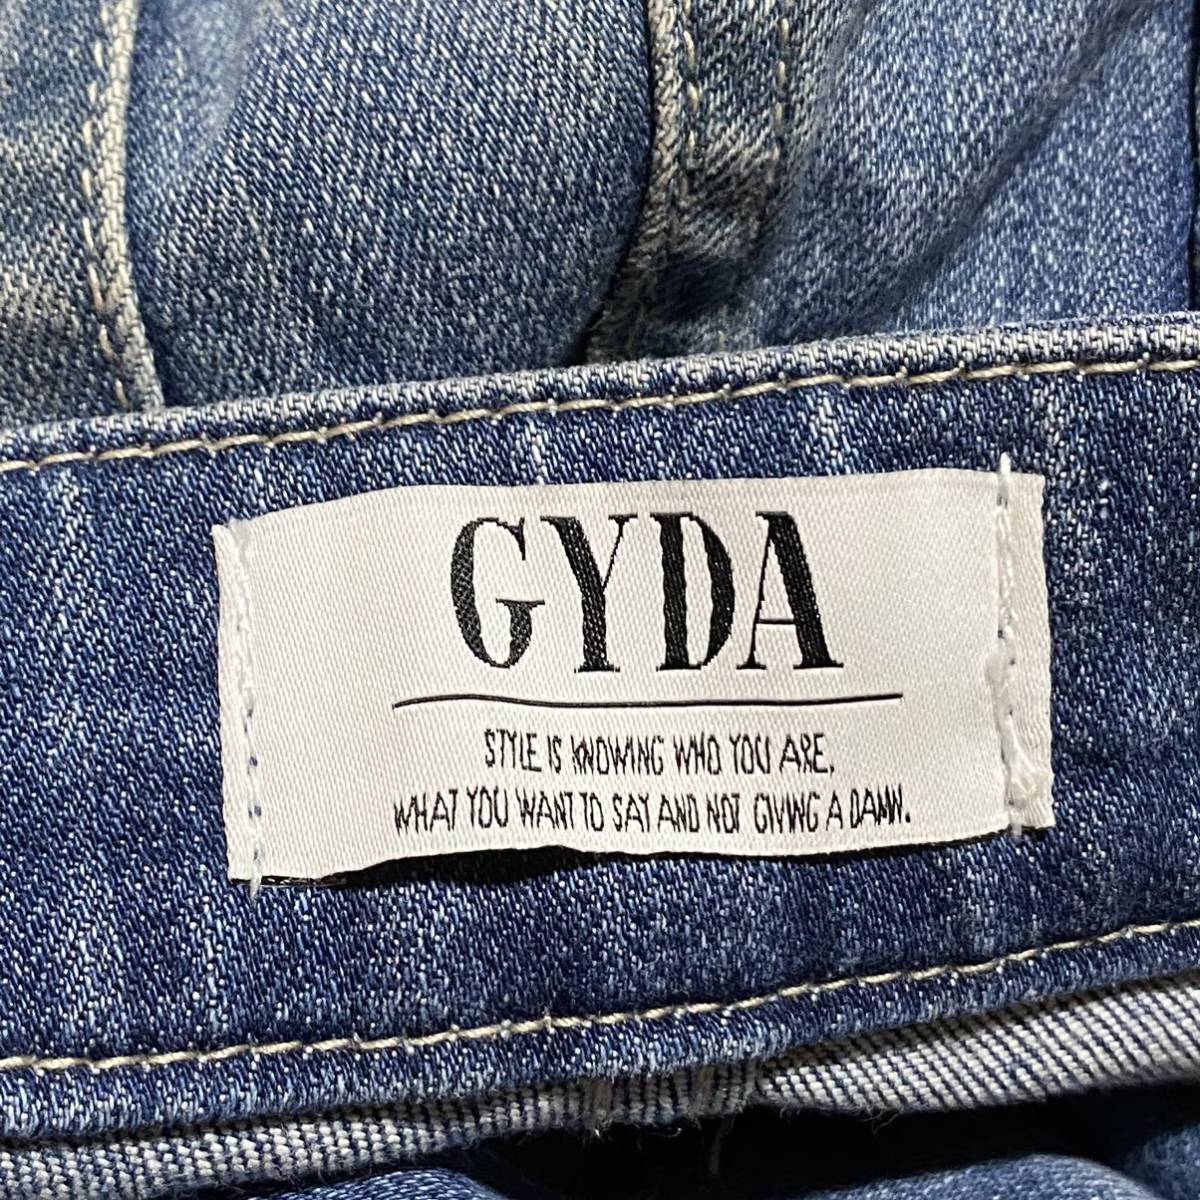 GYDA
STYLE IS KNOWING WHO YOU ARE,
WHAT YOU WANT TO SAY AND NOT GIVING A DAMN.